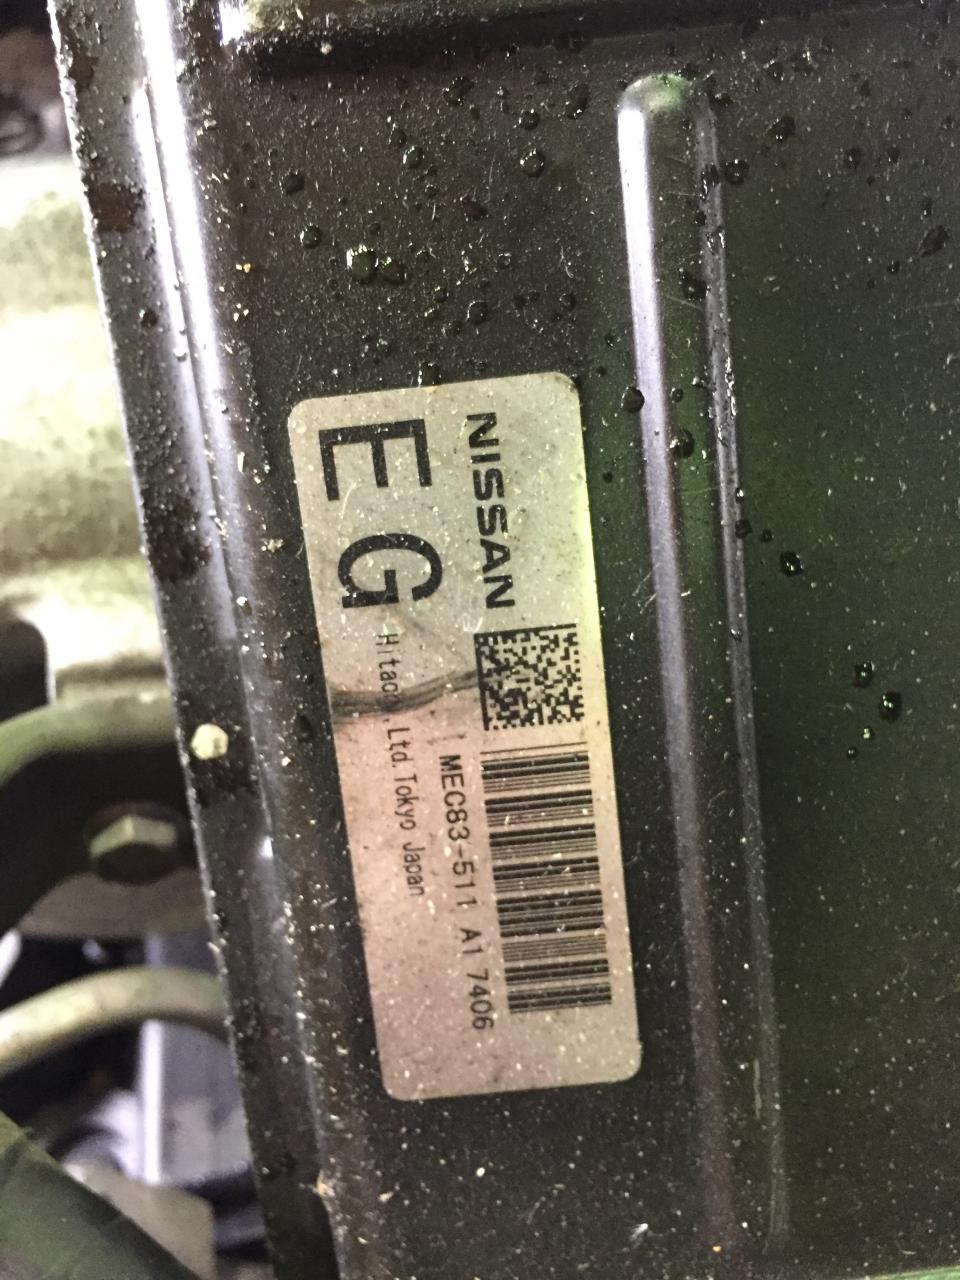 NISSAN
MEC83-511 A1 7406
EG
Hitachi, Ltd. Tokyo Japan